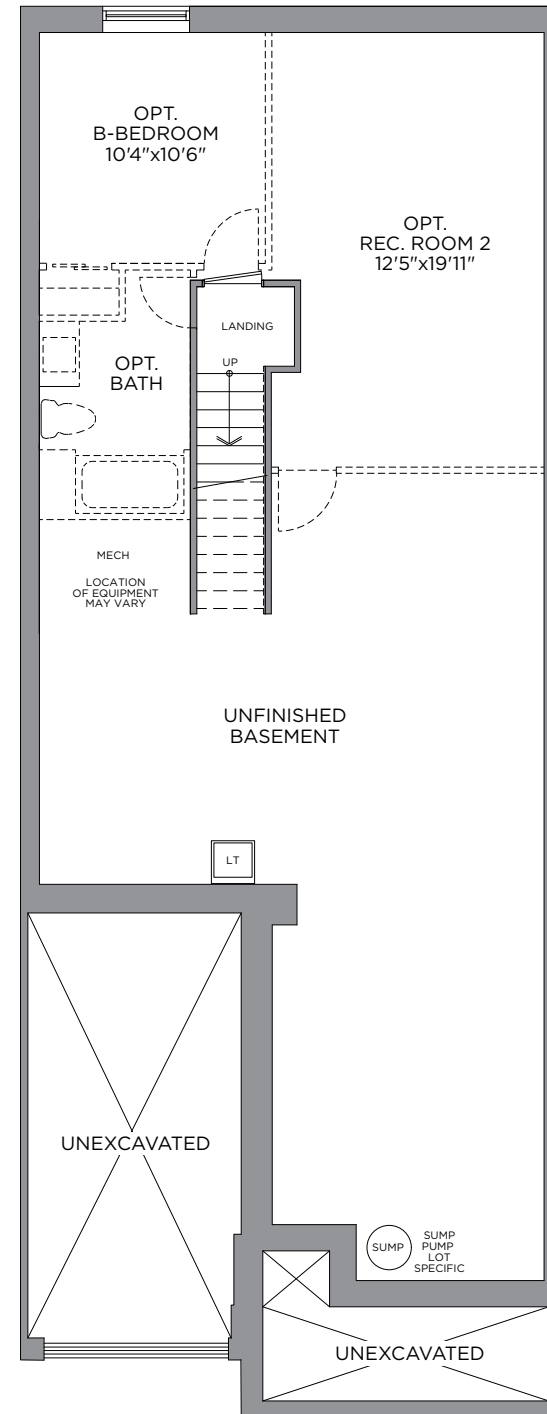 OPT.
B-BEDROOM
10'4"x10'6"
OPT.
REC. ROOM 2
12'5"x19'11"
LANDING
UP
OPT.
BATH
MECH
LOCATION
OF EQUIPMENT
MAY VARY
UNFINISHED
BASEMENT
LT
UNEXCAVATED
SUMP
SUMP
PUMP
LOT
SPECIFIC
UNEXCAVATED